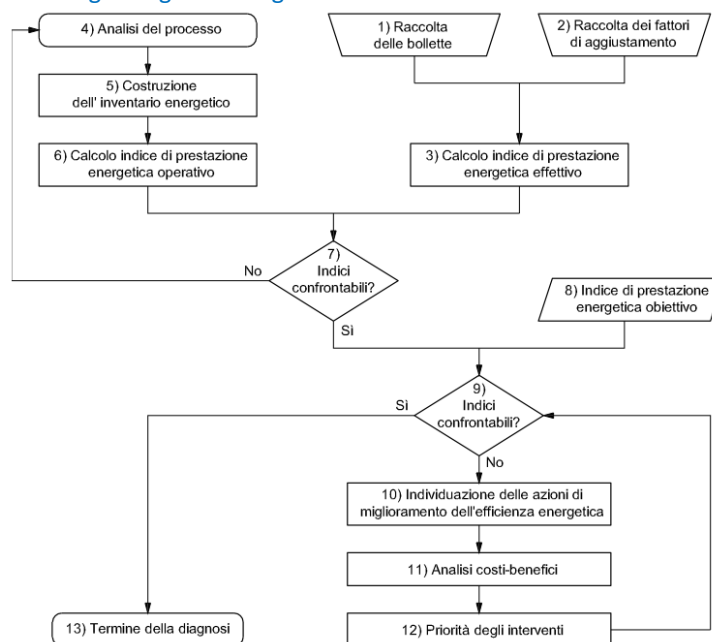 4) Analisi del processo
1) Raccolta
delle bollette
2) Raccolta dei fattori
di aggiustamento
5) Costruzione
dell' inventario energetico
6) Calcolo indice di prestazione
energetica operativo
3) Calcolo indice di prestazione
energetica effettivo
7)
Indici
confrontabili?
No
Sì
8) Indice di prestazione
energetica obiettivo
9)
Indici
confrontabili?
Sì
No
10) Individuazione delle azioni di
miglioramento dell'efficienza energetica
11) Analisi costi-benefici
12) Priorità degli interventi
13) Termine della diagnosi